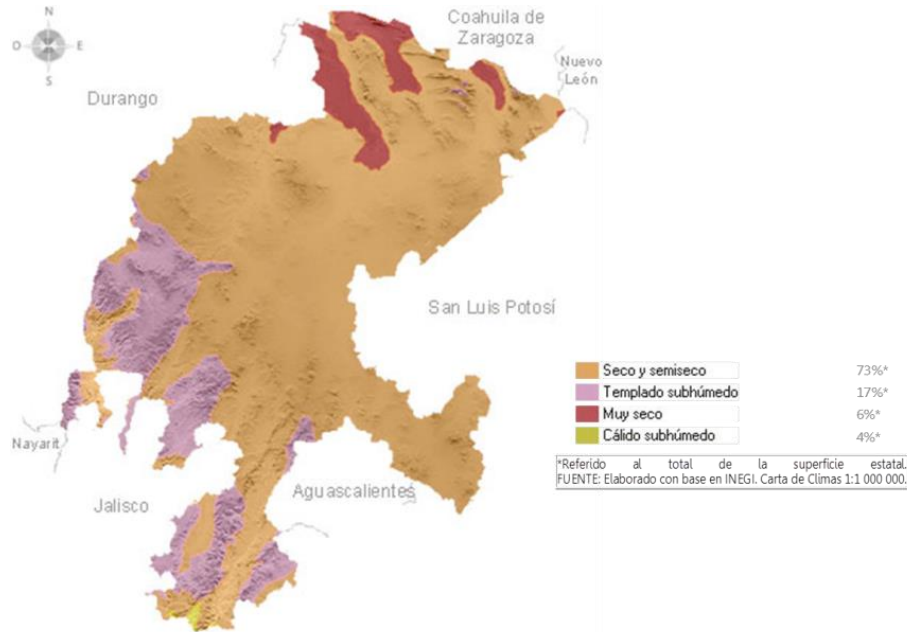 N
O E
S
Coahuila de
Zaragoza
Nuevo
León
Durango
San Luis Potosí
Seco y semiseco 73%*
Templado subhúmedo 17%*
Muy seco 6%*
Cálido subhúmedo 4%*
Nayarit
*Referido al total de la superficie estatal.
FUENTE: Elaborado con base en INEGI. Carta de Climas 1:1 000 000.
Jalisco
Aguascalientes